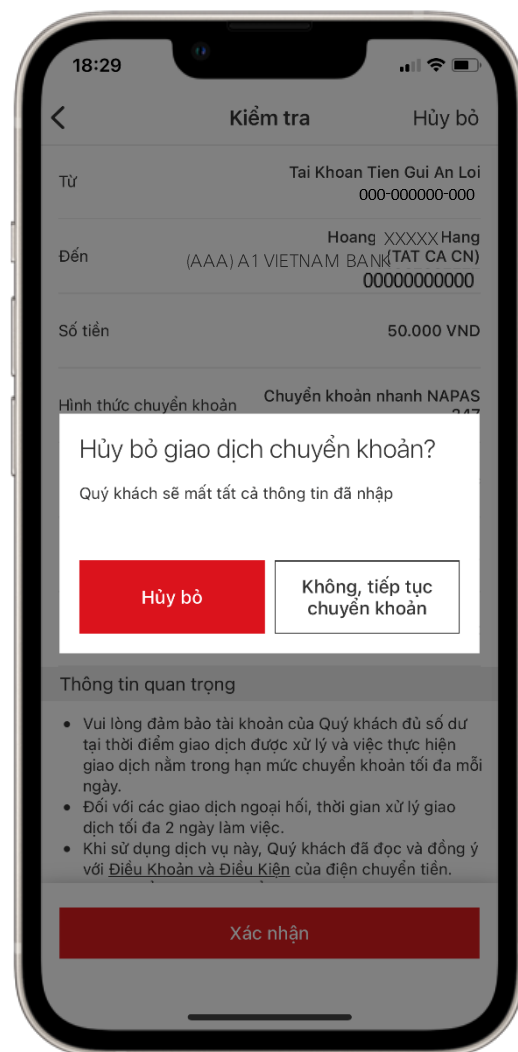 18:29
Kiểm tra
Hủy bỏ
Từ
Tai Khoan Tien Gui An Loi
000-000000-000
Đến
Hoang XXXXX Hang
(AAA) A1 VIETNAM BANK (TAT CA CN)
00000000000
Số tiền
50.000 VND
Hình thức chuyển khoản
Chuyển khoản nhanh NAPAS
247
Hủy bỏ giao dịch chuyển khoản?
Quý khách sẽ mất tất cả thông tin đã nhập
Hủy bỏ
Không, tiếp tục
chuyển khoản
Thông tin quan trọng
• Vui lòng đảm bảo tài khoản của Quý khách đủ số dư
tại thời điểm giao dịch được xử lý và việc thực hiện
giao dịch nằm trong hạn mức chuyển khoản tối đa mỗi
ngày.
• Đối với các giao dịch ngoại hối, thời gian xử lý giao
dịch tối đa 2 ngày làm việc.
• Khi sử dụng dịch vụ này, Quý khách đã đọc và đồng ý
với Điều Khoản và Điều Kiện của điện chuyển tiền.
Xác nhận